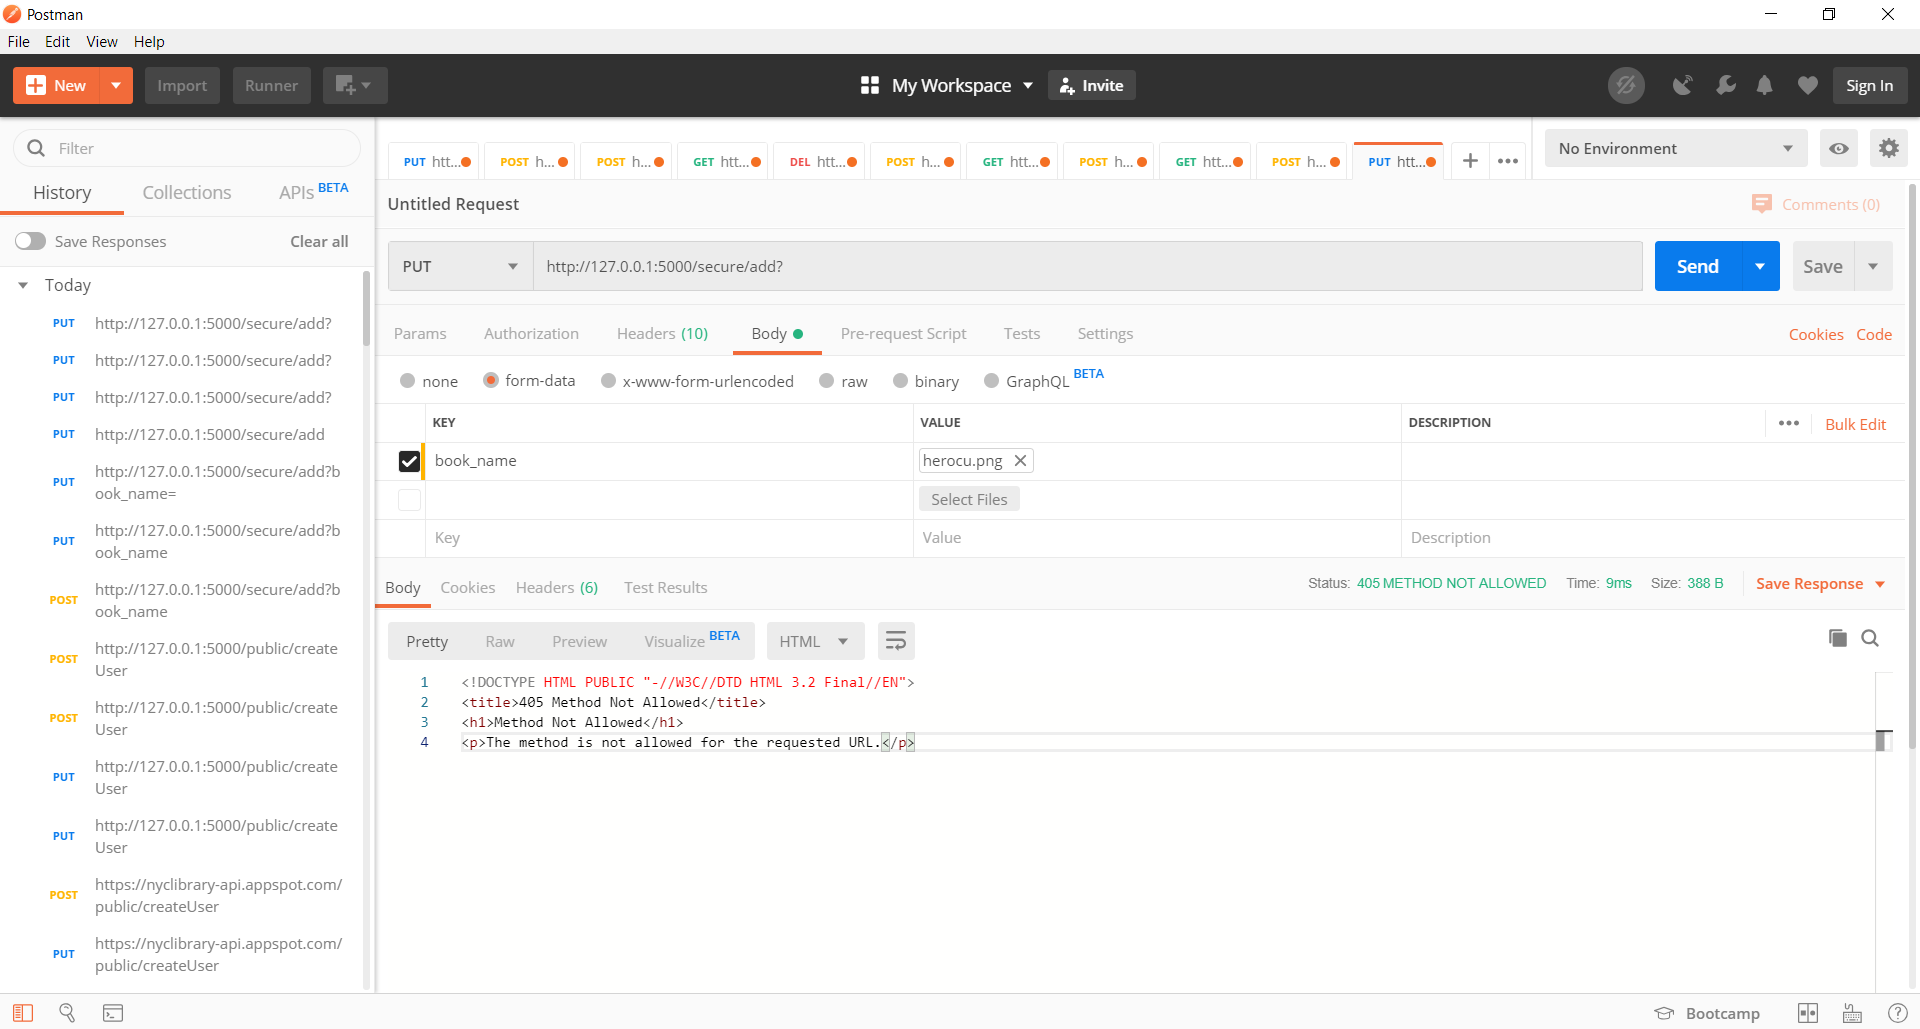 Postman
File Edit View Help
New Import Runner My Workspace Invite Sign In
Filter
History Collections APIs BETA
Save Responses Clear all
Today
PUT http://127.0.0.1:5000/secure/add?
PUT http://127.0.0.1:5000/secure/add?
PUT http://127.0.0.1:5000/secure/add?
PUT http://127.0.0.1:5000/secure/add
PUT http://127.0.0.1:5000/secure/add?b
ook_name=
PUT http://127.0.0.1:5000/secure/add?b
ook_name
POST http://127.0.0.1:5000/secure/add?b
ook_name
POST http://127.0.0.1:5000/public/create
User
POST http://127.0.0.1:5000/public/create
User
PUT http://127.0.0.1:5000/public/create
User
PUT http://127.0.0.1:5000/public/create
User
POST https://nyclibrary-api.appspot.com/
public/createUser
PUT https://nyclibrary-api.appspot.com/
public/createUser
PUT htt... POST h... POST h... GET htt... DEL htt... POST h... GET htt... POST h... GET htt... POST h... PUT htt... No Environment
Untitled Request Comments (0)
PUT http://127.0.0.1:5000/secure/add? Send Save
Params Authorization Headers (10) Body Pre-request Script Tests Settings Cookies Code
none form-data x-www-form-urlencoded raw binary GraphQL BETA
KEY VALUE DESCRIPTION Bulk Edit
book_name herocu.png
Select Files
Key Value Description
Body Cookies Headers (6) Test Results Status: 405 METHOD NOT ALLOWED Time: 9ms Size: 388 B Save Response
Pretty Raw Preview Visualize BETA HTML
1 <!DOCTYPE HTML PUBLIC "-//W3C//DTD HTML 3.2 Final//EN">
2 <title>405 Method Not Allowed</title>
3 <h1>Method Not Allowed</h1>
4 <p>The method is not allowed for the requested URL.</p>
Bootcamp